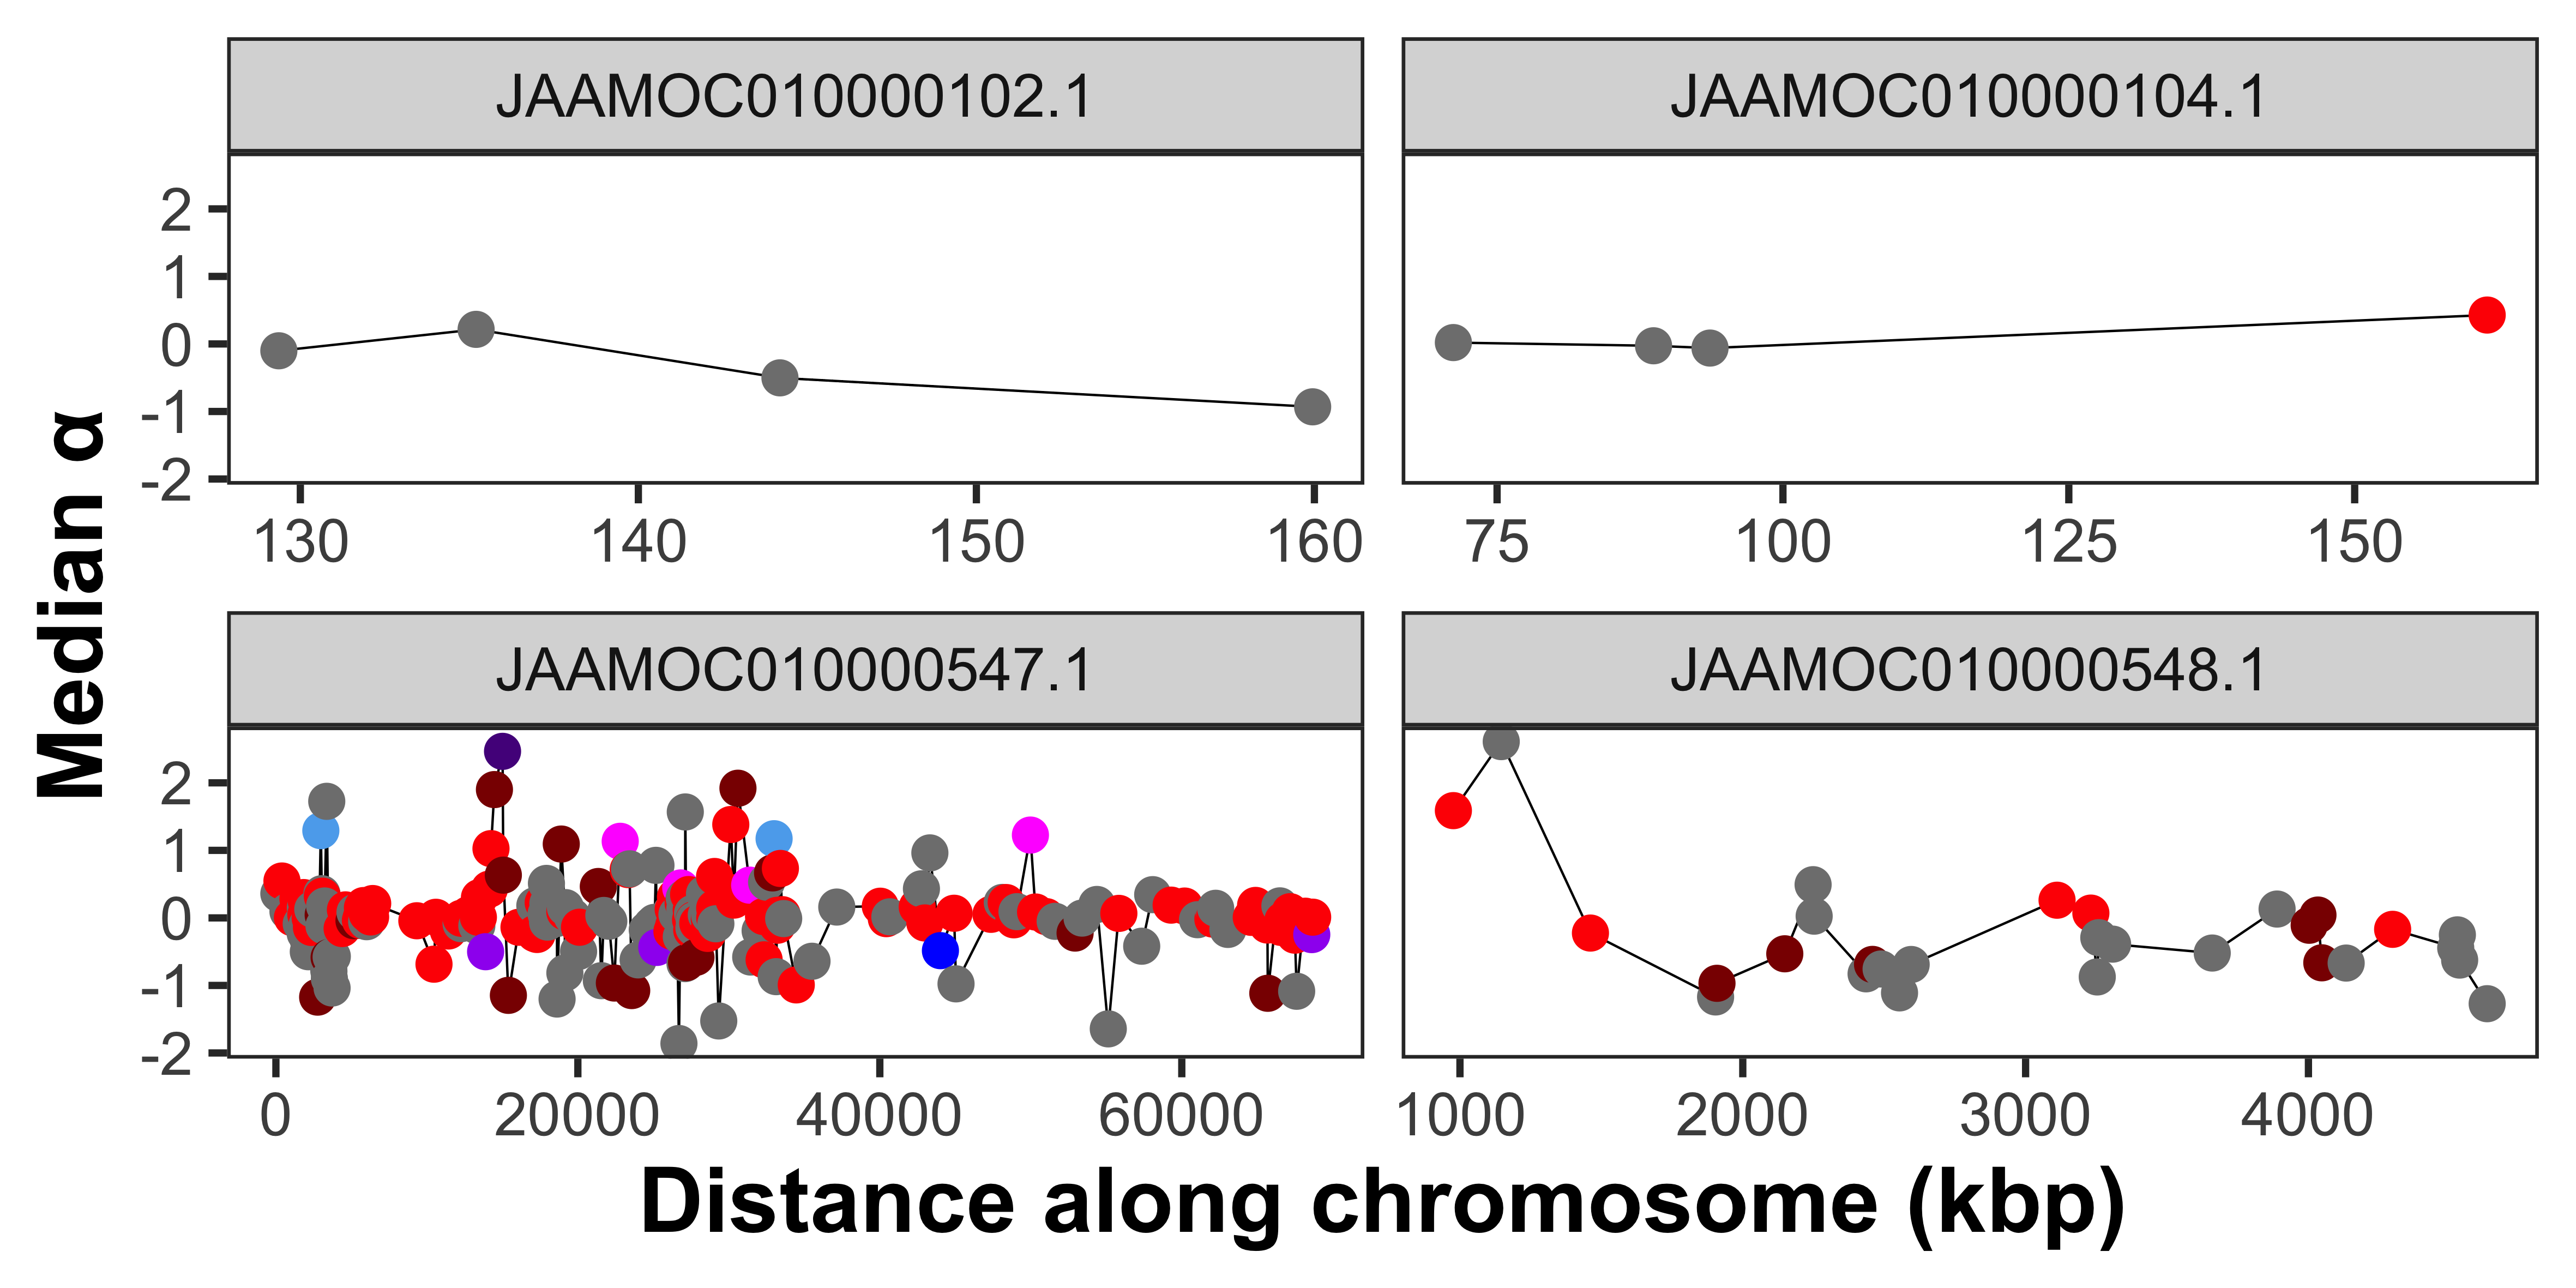 JAAMOC010000102.1
JAAMOC010000104.1
2
1
0
-1
-2
130 140 150 160
75 100 125 150
Median α
JAAMOC010000547.1
JAAMOC010000548.1
2
1
0
-1
-2
0 20000 40000 60000
1000 2000 3000 4000
Distance along chromosome (kbp)